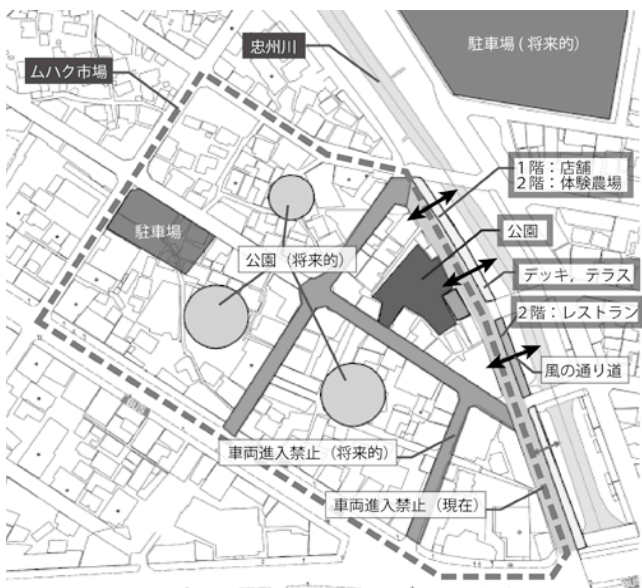 駐車場(将来的)
忠州川
ムハク市場
1階：店舗
2階：体験農場
駐車場
公園
公園（将来的）
デッキ，テラス
2階：レストラン
風の通り道
車両進入禁止（将来的）
車両進入禁止（現在）